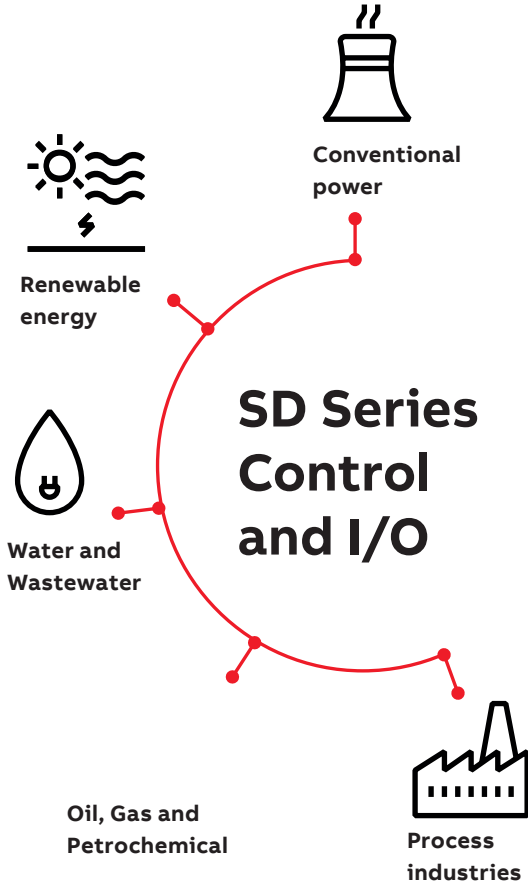 Conventional
power
Renewable
energy
SD Series
Control
and I/O
Water and
Wastewater
Oil, Gas and
Petrochemical
Process
industries